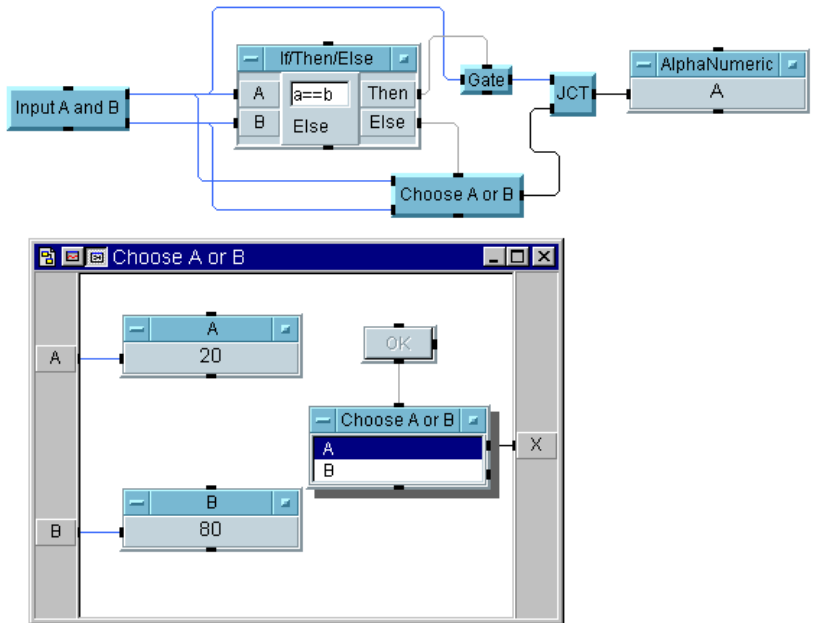 If/Then/Else
Input A and B
A
a==b
Then
B
Else
Else
Gate
JCT
AlphaNumeric
A
Choose A or B
Choose A or B
A
A
20
OK
Choose A or B
A
B
X
B
B
80